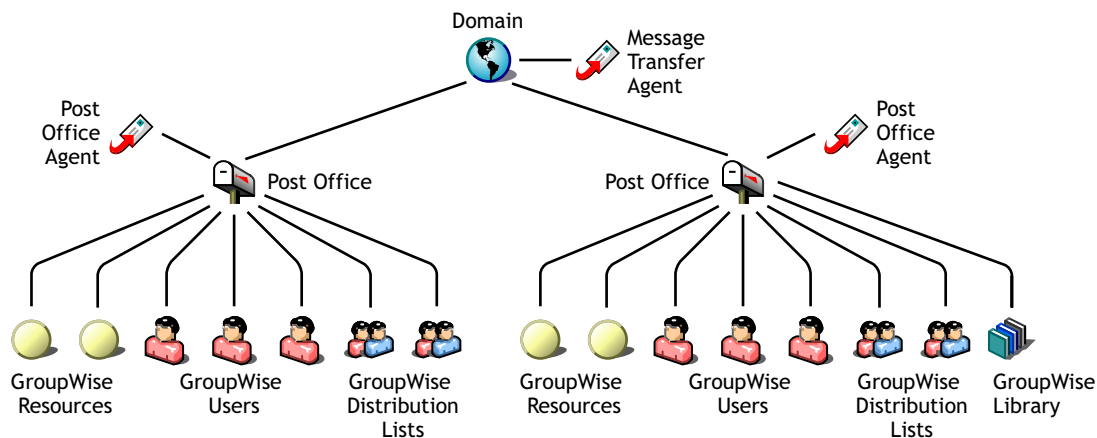 Domain
Message
Transfer
Agent
Post
Office
Agent
Post
Office
Agent
Post Office
Post Office
GroupWise
Resources
GroupWise
Users
GroupWise
Distribution
Lists
GroupWise
Resources
GroupWise
Users
GroupWise
Distribution
Lists
GroupWise
Library